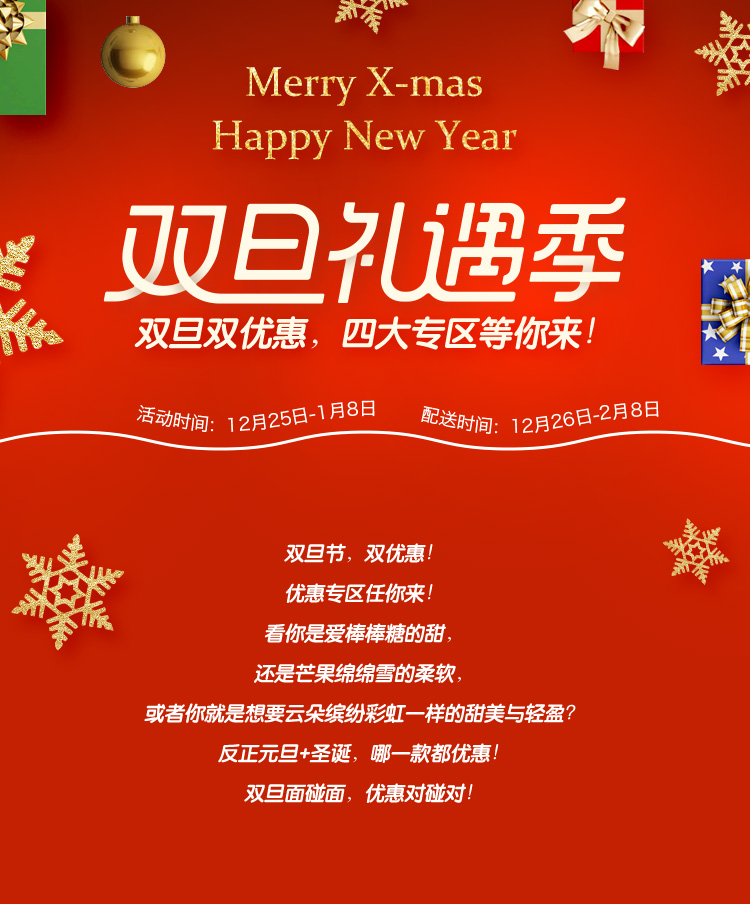 Merry X-mas
Happy New Year
双旦礼遇季
双旦双优惠，四大专区等你来！
活动时间：12月25日-1月8日 配送时间：12月26日-2月8日
双旦节，双优惠！
优惠专区任你来！
看你是爱棒棒糖的甜，
还是芒果绵绵雪的柔软，
或者你就是想要云朵缤纷彩虹一样的甜美与轻盈？
反正元旦+圣诞，哪一款都优惠！
双旦面碰面，优惠对碰对！